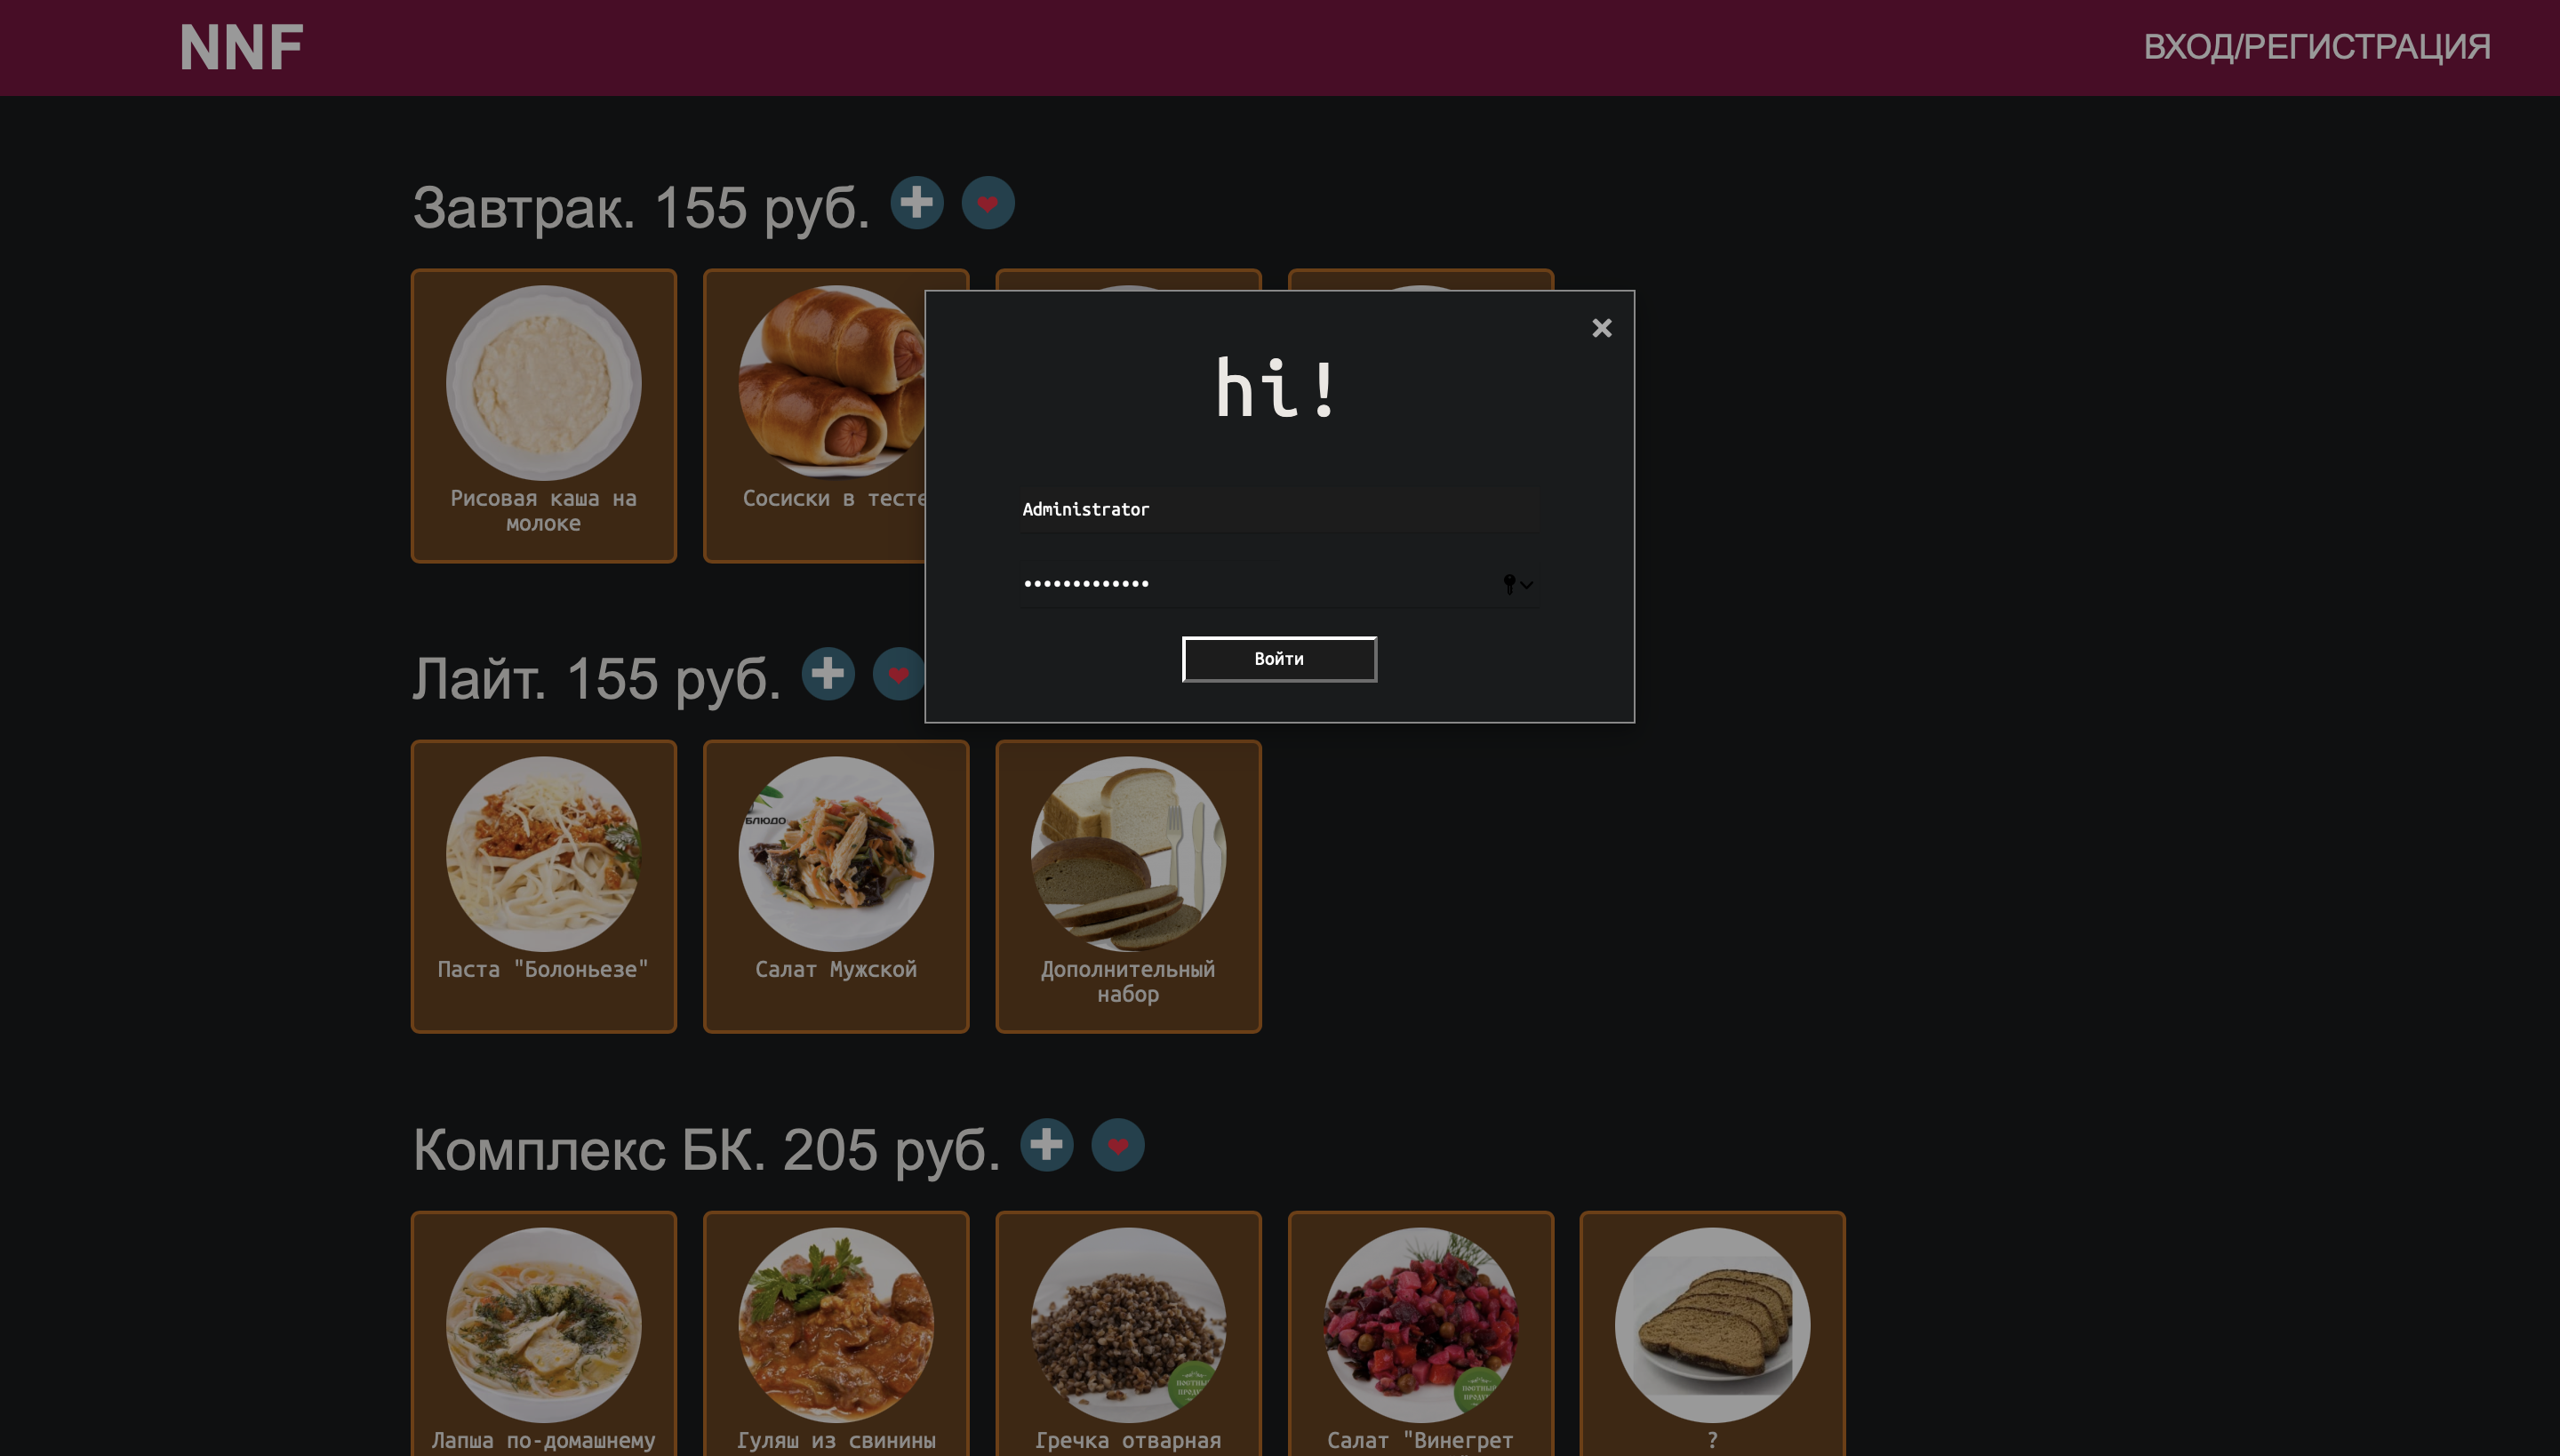 NNF
ВХОД/РЕГИСТРАЦИЯ
Завтрак. 155 руб.
Рисовая каша на
молоке
Сосиски в тесте
hi!
Administrator
•••••••••••••
Войти
Лайт. 155 руб.
БЛЮДО
Паста "Болоньезе"
Салат Мужской
Дополнительный
набор
Комплекс БК. 205 руб.
Лапша по-домашнему
Гуляш из свинины
Гречка отварная
Салат "Винегрет
?